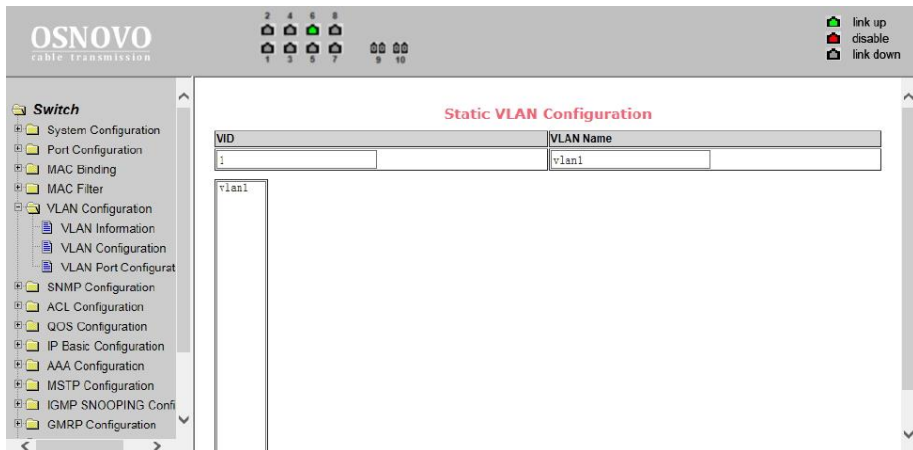 OSNOVO
cable transmission
2 4 6 8
1 3 5 7 9 10
link up
disable
link down
Switch
System Configuration
Port Configuration
MAC Binding
MAC Filter
VLAN Configuration
VLAN Information
VLAN Configuration
VLAN Port Configurat
SNMP Configuration
ACL Configuration
QOS Configuration
IP Basic Configuration
AAA Configuration
MSTP Configuration
IGMP SNOOPING Confi
GMRP Configuration
Static VLAN Configuration
VID VLAN Name
1 vlan1
vlan1